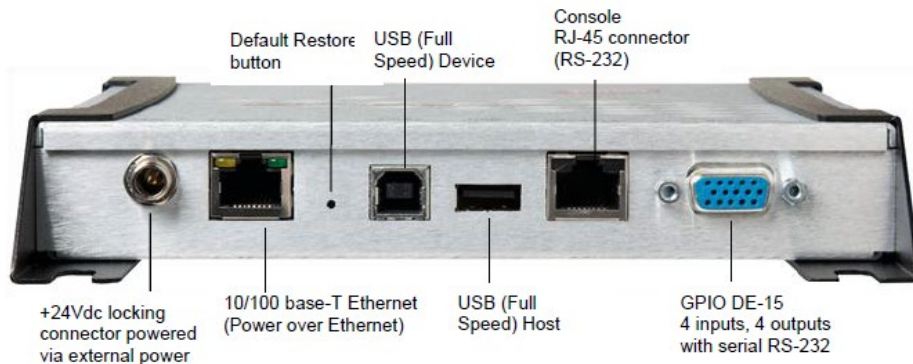 Default Restore
button
USB (Full
Speed) Device
Console
RJ-45 connector
(RS-232)
+24Vdc locking
connector powered
via external power
10/100 base-T Ethernet
(Power over Ethernet)
USB (Full
Speed) Host
GPIO DE-15
4 inputs, 4 outputs
with serial RS-232